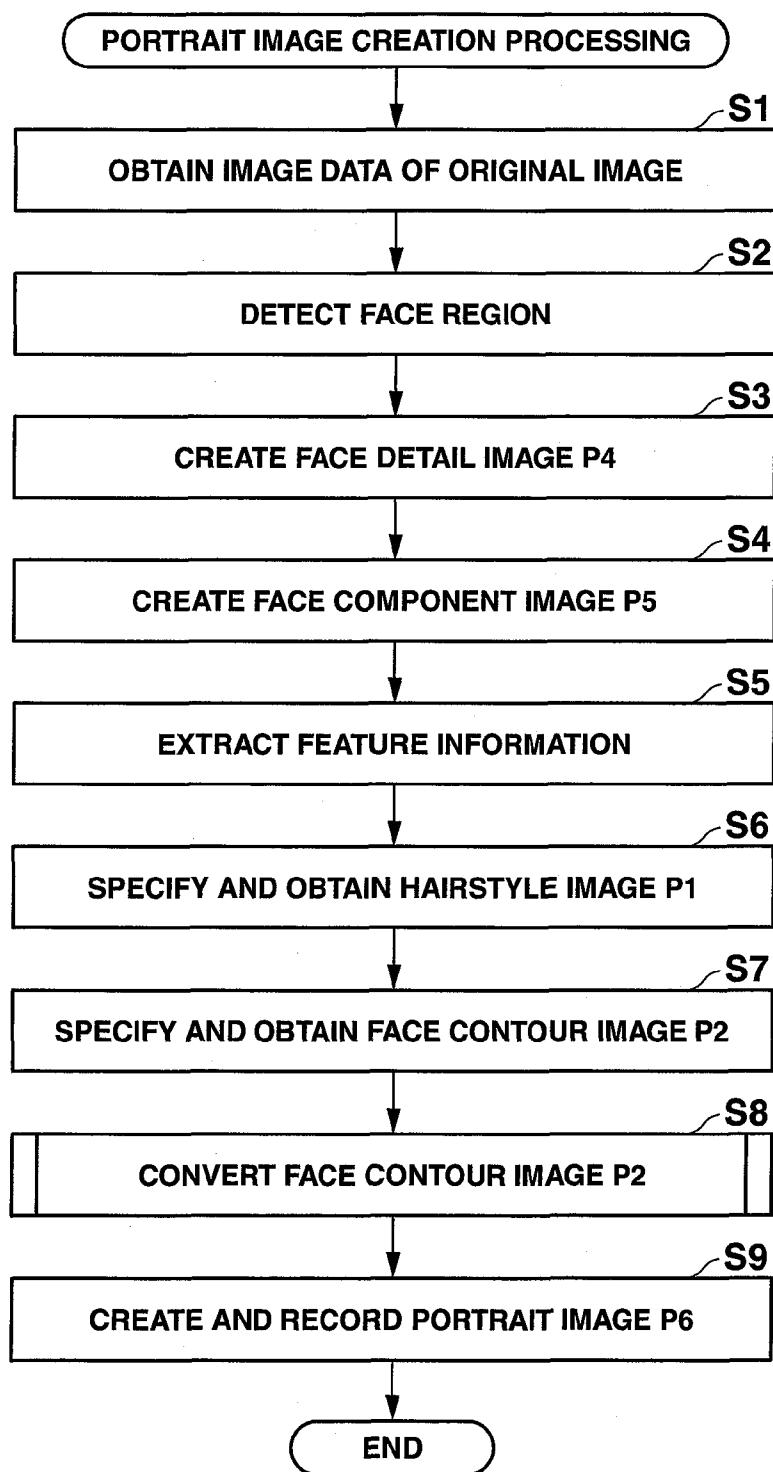 PORTRAIT IMAGE CREATION PROCESSING
S1
OBTAIN IMAGE DATA OF ORIGINAL IMAGE
S2
DETECT FACE REGION
S3
CREATE FACE DETAIL IMAGE P4
S4
CREATE FACE COMPONENT IMAGE P5
S5
EXTRACT FEATURE INFORMATION
S6
SPECIFY AND OBTAIN HAIRSTYLE IMAGE P1
S7
SPECIFY AND OBTAIN FACE CONTOUR IMAGE P2
S8
CONVERT FACE CONTOUR IMAGE P2
S9
CREATE AND RECORD PORTRAIT IMAGE P6
END